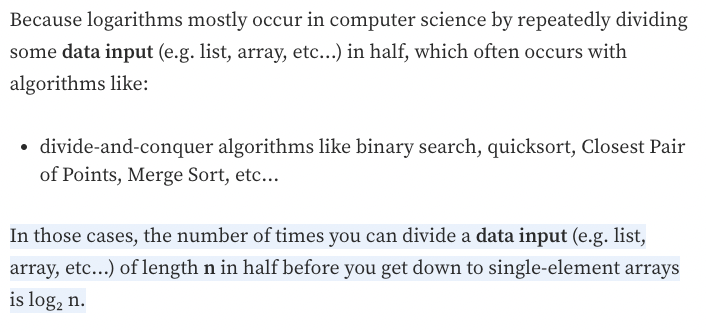 Because logarithms mostly occur in computer science by repeatedly dividing
some data input (e.g. list, array, etc…) in half, which often occurs with
algorithms like:
• divide-and-conquer algorithms like binary search, quicksort, Closest Pair
of Points, Merge Sort, etc…
In those cases, the number of times you can divide a data input (e.g. list,
array, etc…) of length n in half before you get down to single-element arrays
is log₂ n.